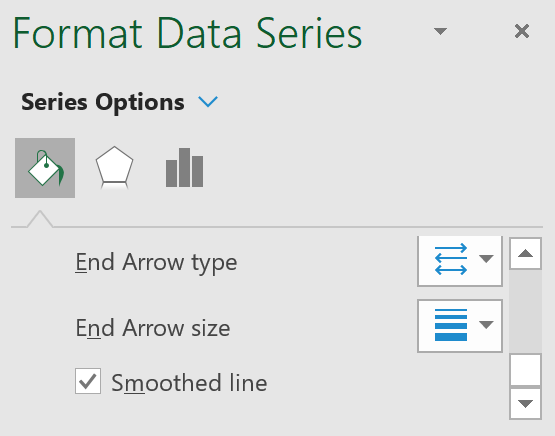 Format Data Series
Series Options
End Arrow type
End Arrow size
Smoothed line